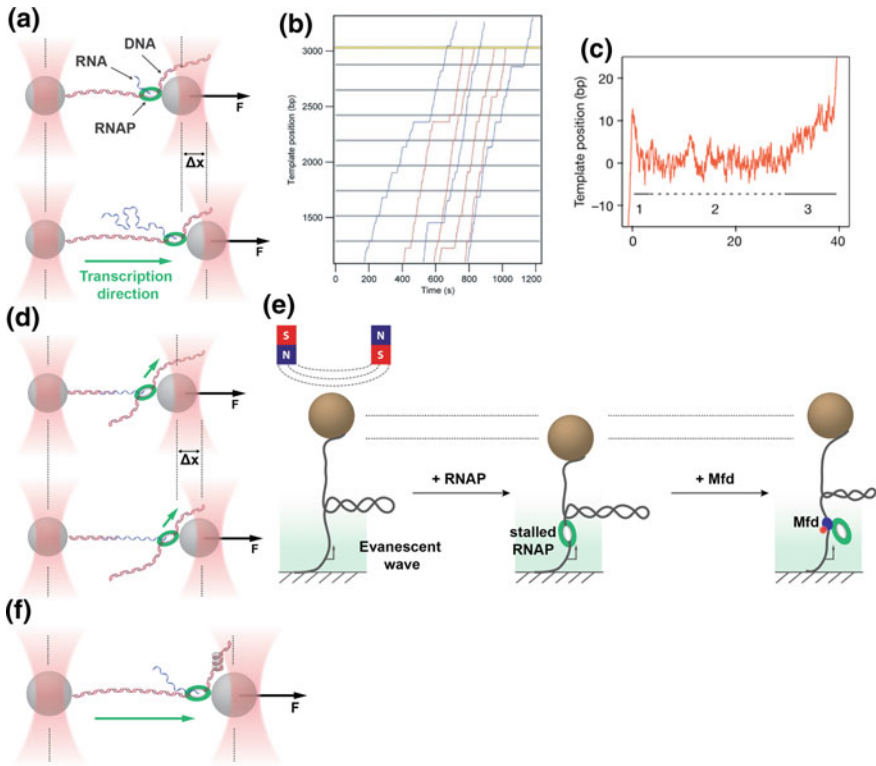 (a)
DNA
RNA
RNAP
F
Δx
F
Transcription
direction
(b)
Template position (bp)
3000
2500
2000
1500
0 200 400 600 800 1000 1200
Time (s)
(c)
Template position (bp)
20
10
0
−10
1 2 3
0 20 40
(d)
F
Δx
F
(e)
S N
N S
+ RNAP
+ Mfd
Evanescent
wave
stalled
RNAP
Mfd
(f)
F